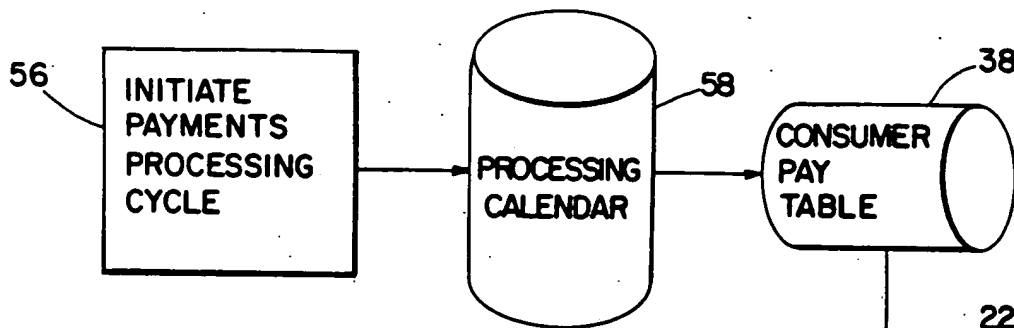 56
INITIATE
PAYMENTS
PROCESSING
CYCLE
58
PROCESSING
CALENDAR
38
CONSUMER
PAY
TABLE
22